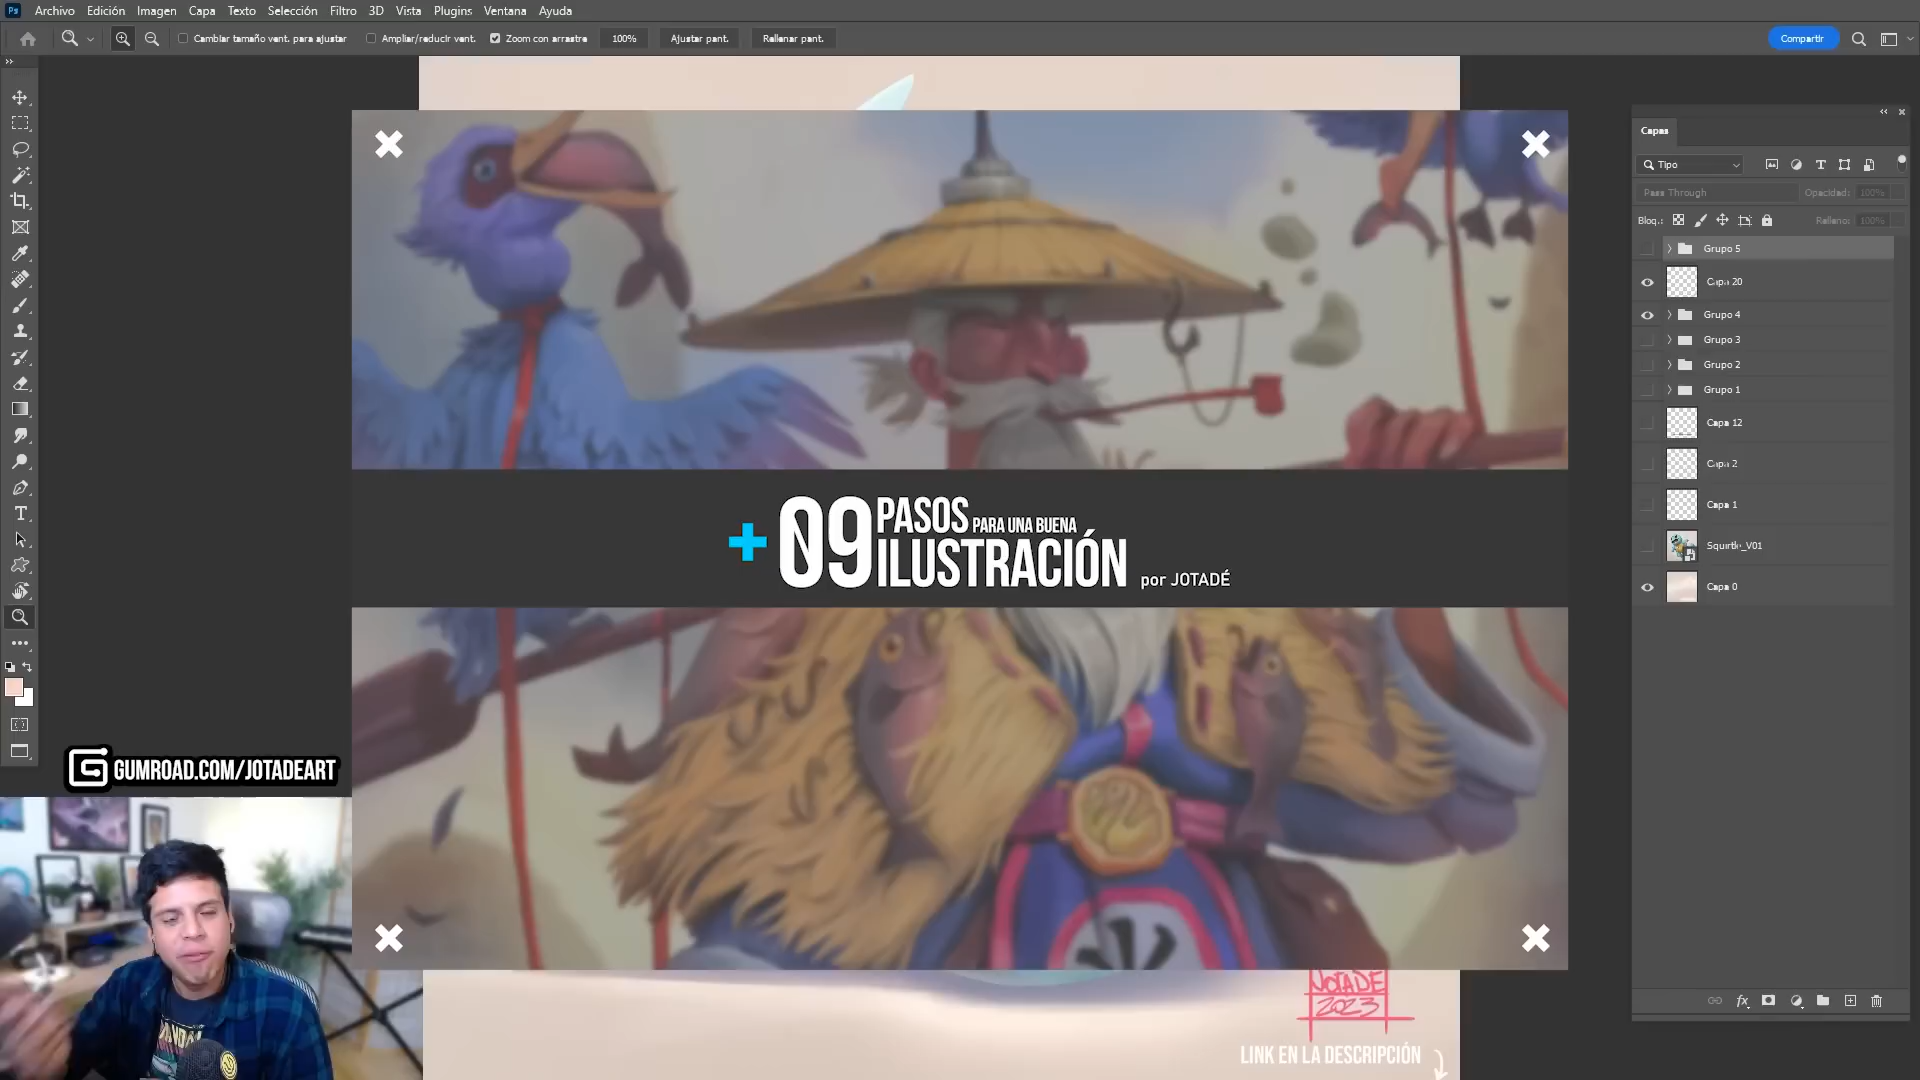 Archivo Edición Imagen Capa Texto Selección Filtro 3D Vista Plugins Ventana Ayuda
Cambiar tamaño vent. para ajustar Ampliar/reducir vent. Zoom con arrastre 100% Ajustar pant. Rellenar pant. Compartir
Capas
Tipo
Pass Through Opacidad: 100%
Bloq.: Relleno: 100%
Grupo 5
Capa 20
Grupo 4
Grupo 3
Grupo 2
Grupo 1
Capa 12
Capa 2
Capa 1
Squirtle_V01
Capa 0
+ 09 PASOS PARA UNA BUENA
ILUSTRACIÓN por JOTADÉ
GUMROAD.COM/JOTADEART
JOTADE
2023
LINK EN LA DESCRIPCIÓN